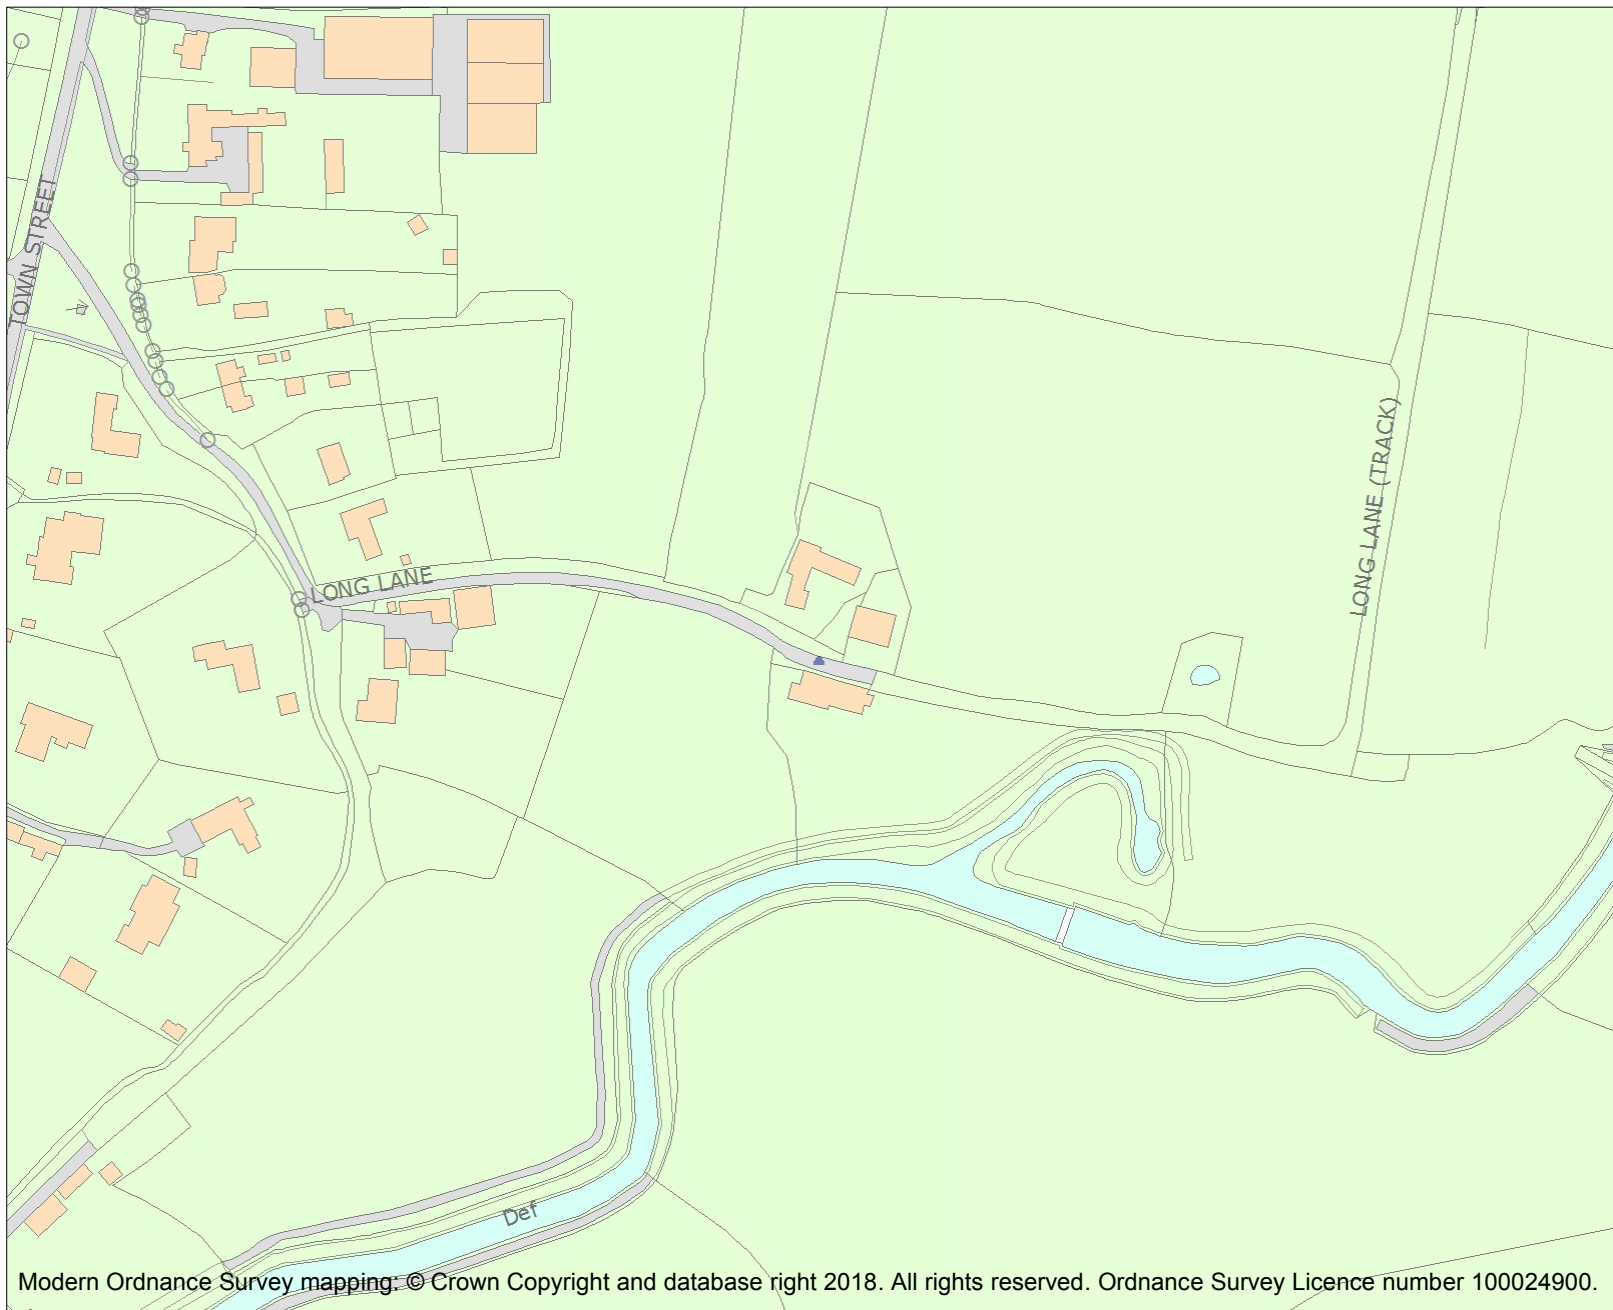 TOWN STREET
LONG LANE (TRACK)
LONG LANE
Def
Modern Ordnance Survey mapping: © Crown Copyright and database right 2018. All rights reserved. Ordnance Survey Licence number 100024900.